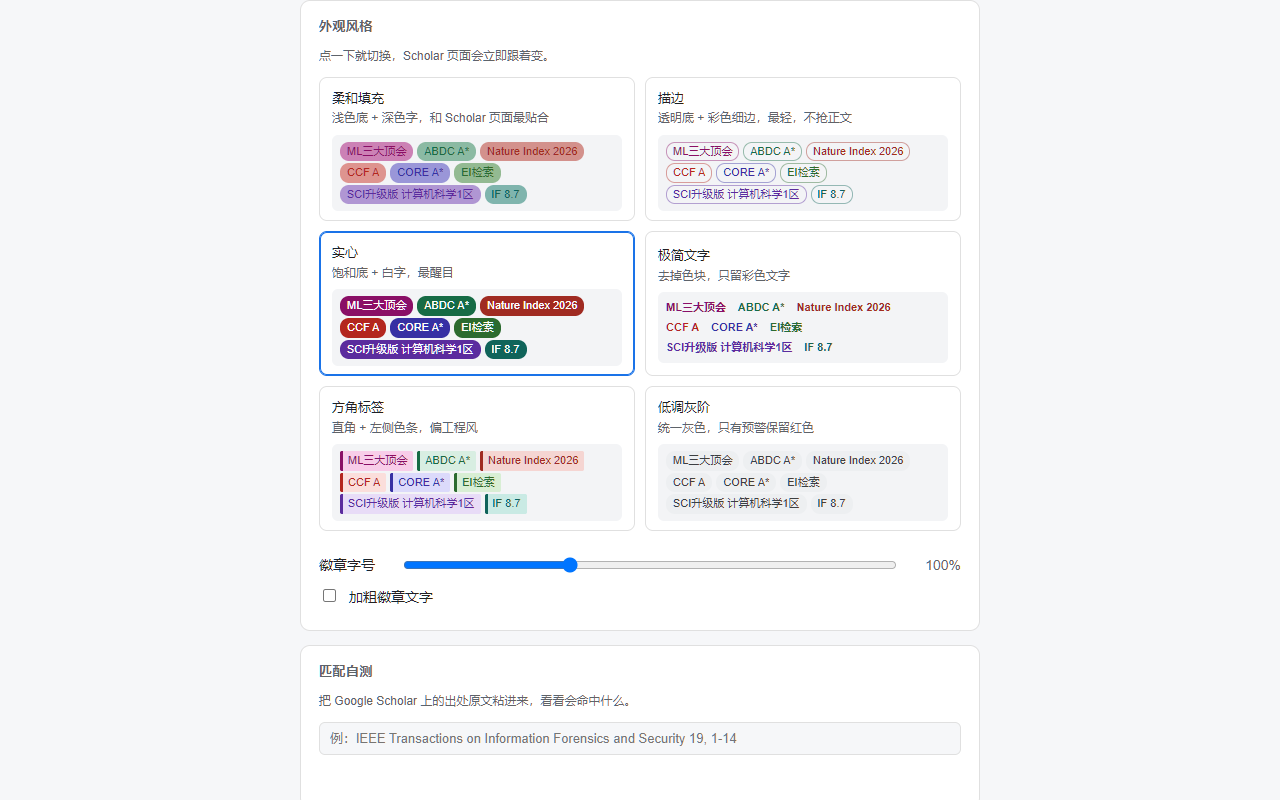 外观风格
点一下就切换，Scholar 页面会立即跟着变。
柔和填充
浅色底 + 深色字，和 Scholar 页面最贴合
ML三大顶会 ABDC A* Nature Index 2026
CCF A CORE A* EI检索
SCI升级版 计算机科学1区 IF 8.7
描边
透明底 + 彩色细边，最轻，不抢正文
ML三大顶会 ABDC A* Nature Index 2026
CCF A CORE A* EI检索
SCI升级版 计算机科学1区 IF 8.7
实心
饱和底 + 白字，最醒目
ML三大顶会 ABDC A* Nature Index 2026
CCF A CORE A* EI检索
SCI升级版 计算机科学1区 IF 8.7
极简文字
去掉色块，只留彩色文字
ML三大顶会 ABDC A* Nature Index 2026
CCF A CORE A* EI检索
SCI升级版 计算机科学1区 IF 8.7
方角标签
直角 + 左侧色条，偏工程风
ML三大顶会 ABDC A* Nature Index 2026
CCF A CORE A* EI检索
SCI升级版 计算机科学1区 IF 8.7
低调灰阶
统一灰色，只有预警保留红色
ML三大顶会 ABDC A* Nature Index 2026
CCF A CORE A* EI检索
SCI升级版 计算机科学1区 IF 8.7
徽章字号 100%
加粗徽章文字
匹配自测
把 Google Scholar 上的出处原文粘进来，看看会命中什么。
例：IEEE Transactions on Information Forensics and Security 19, 1-14